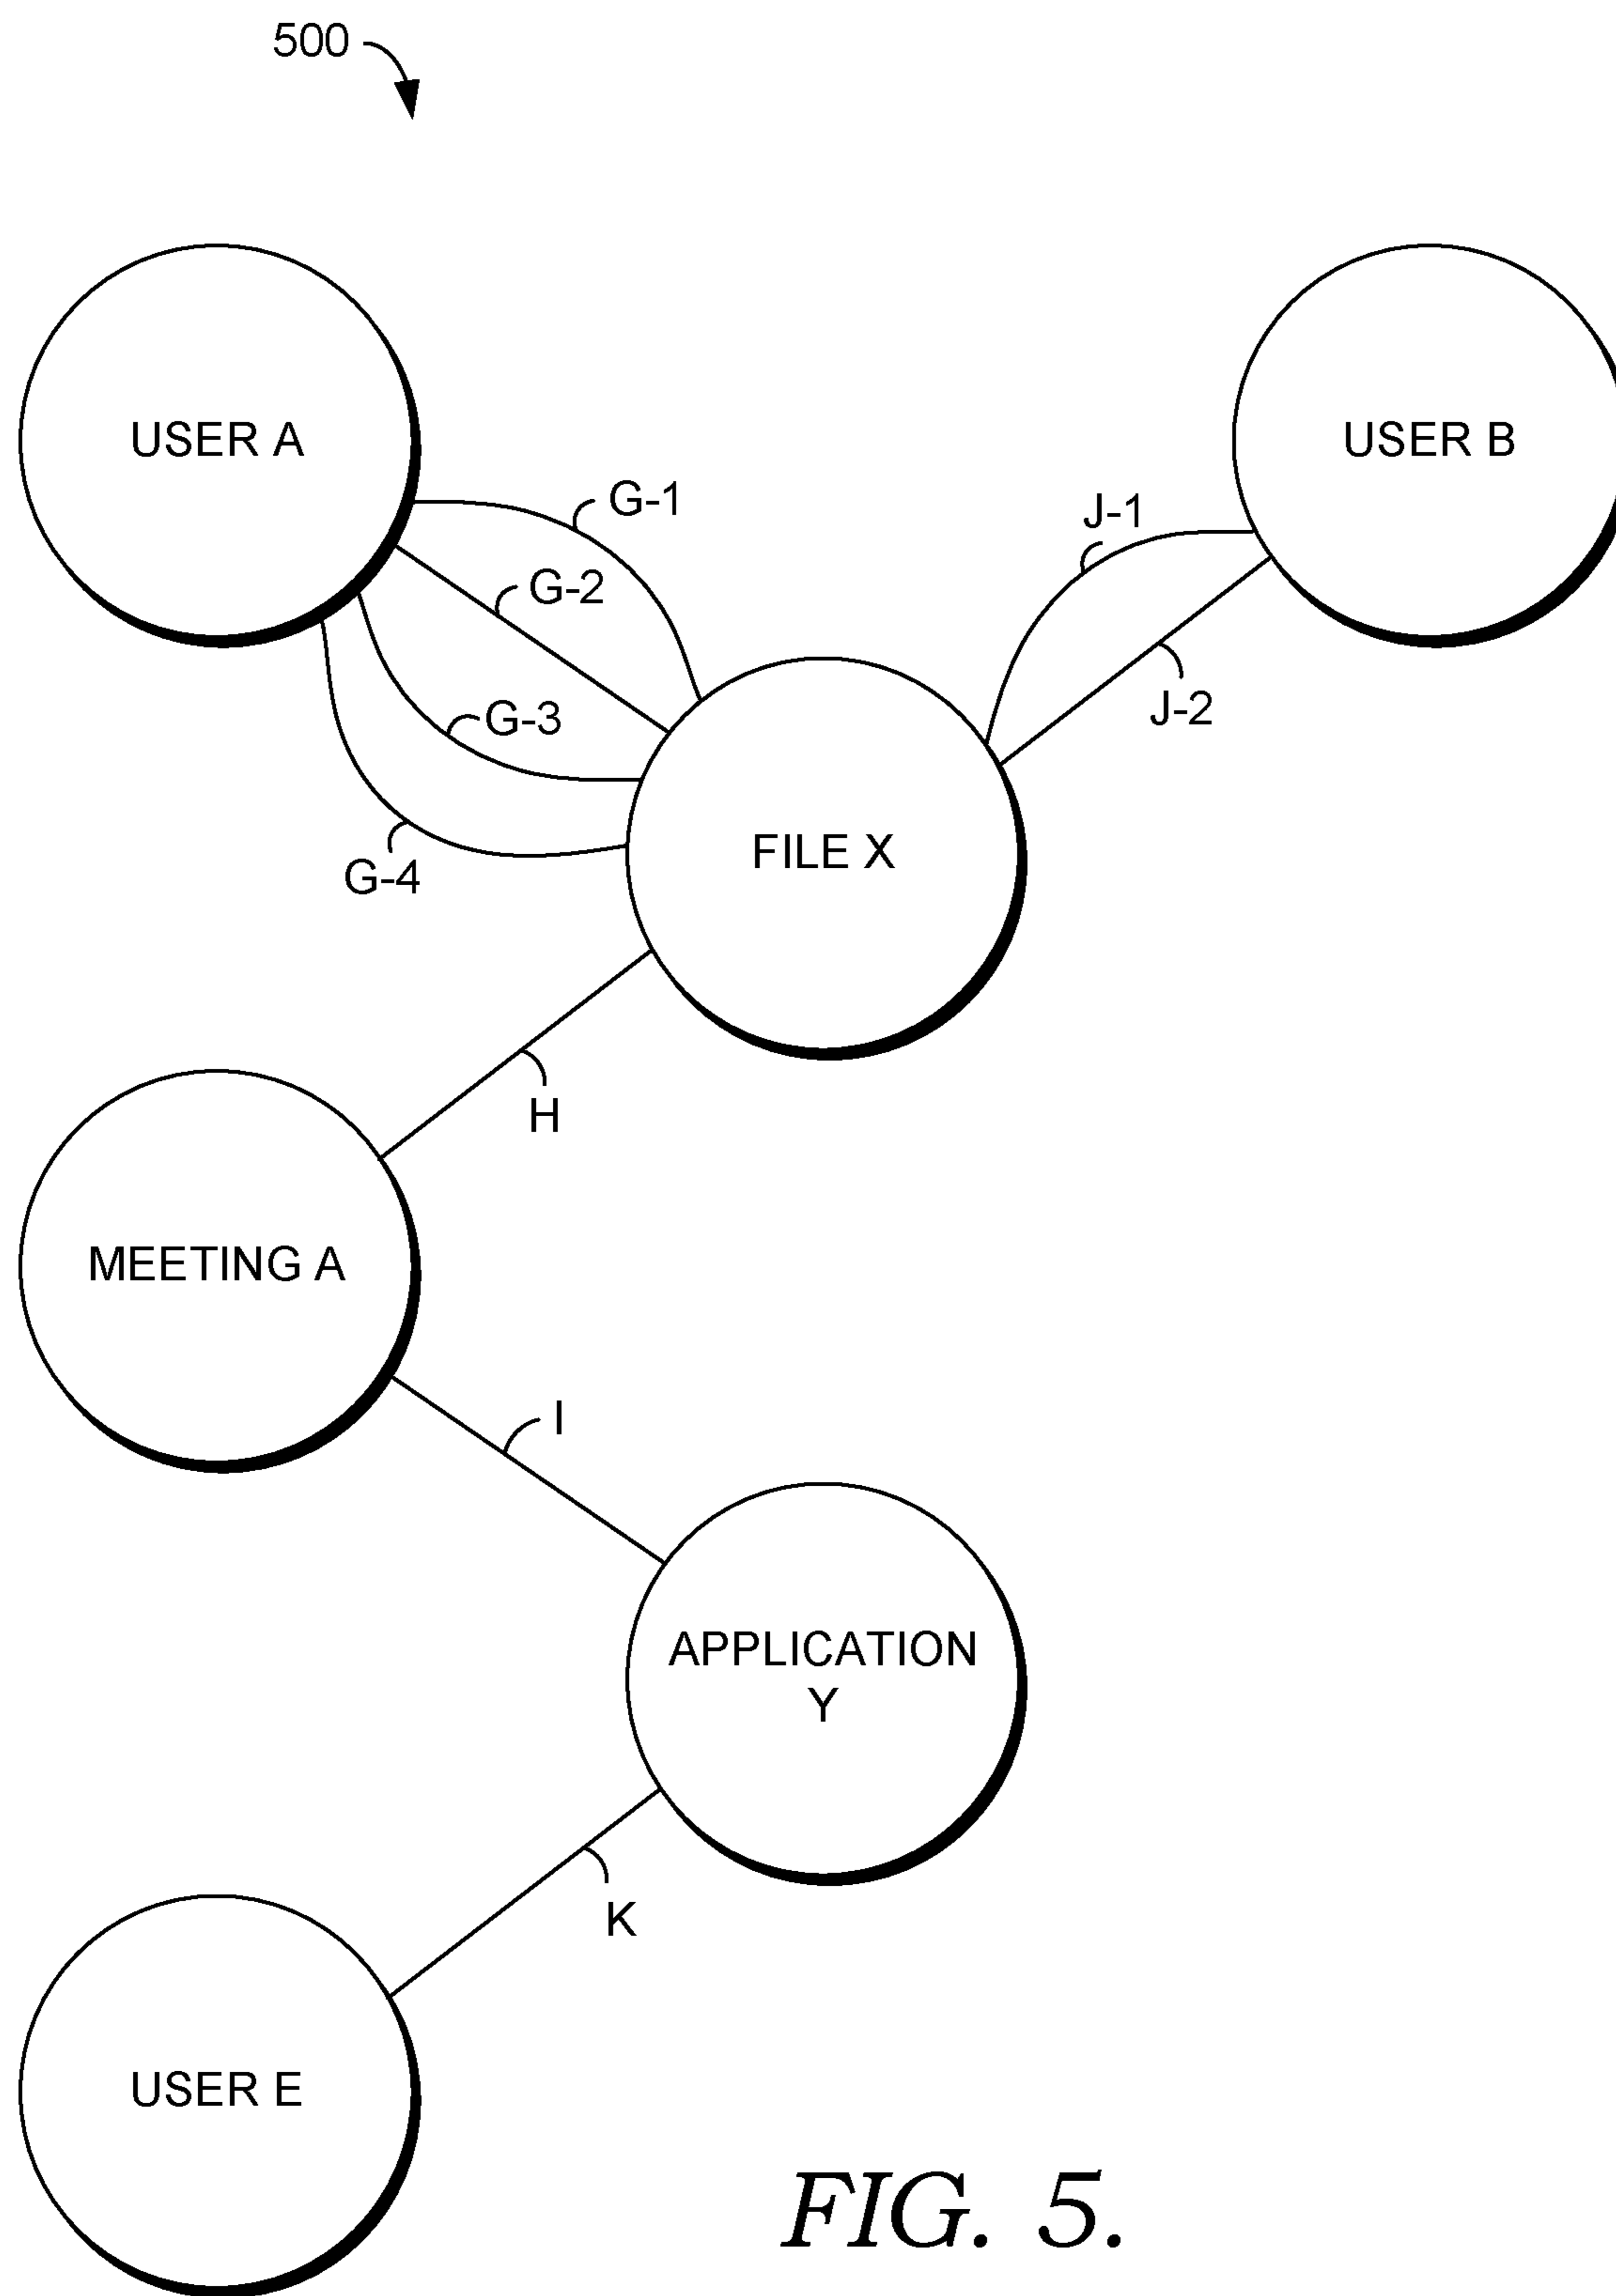 500
USER A
USER B
G-1
J-1
G-2
G-3
J-2
FILE X
G-4
H
MEETING A
I
APPLICATION
Y
K
USER E
FIG. 5.